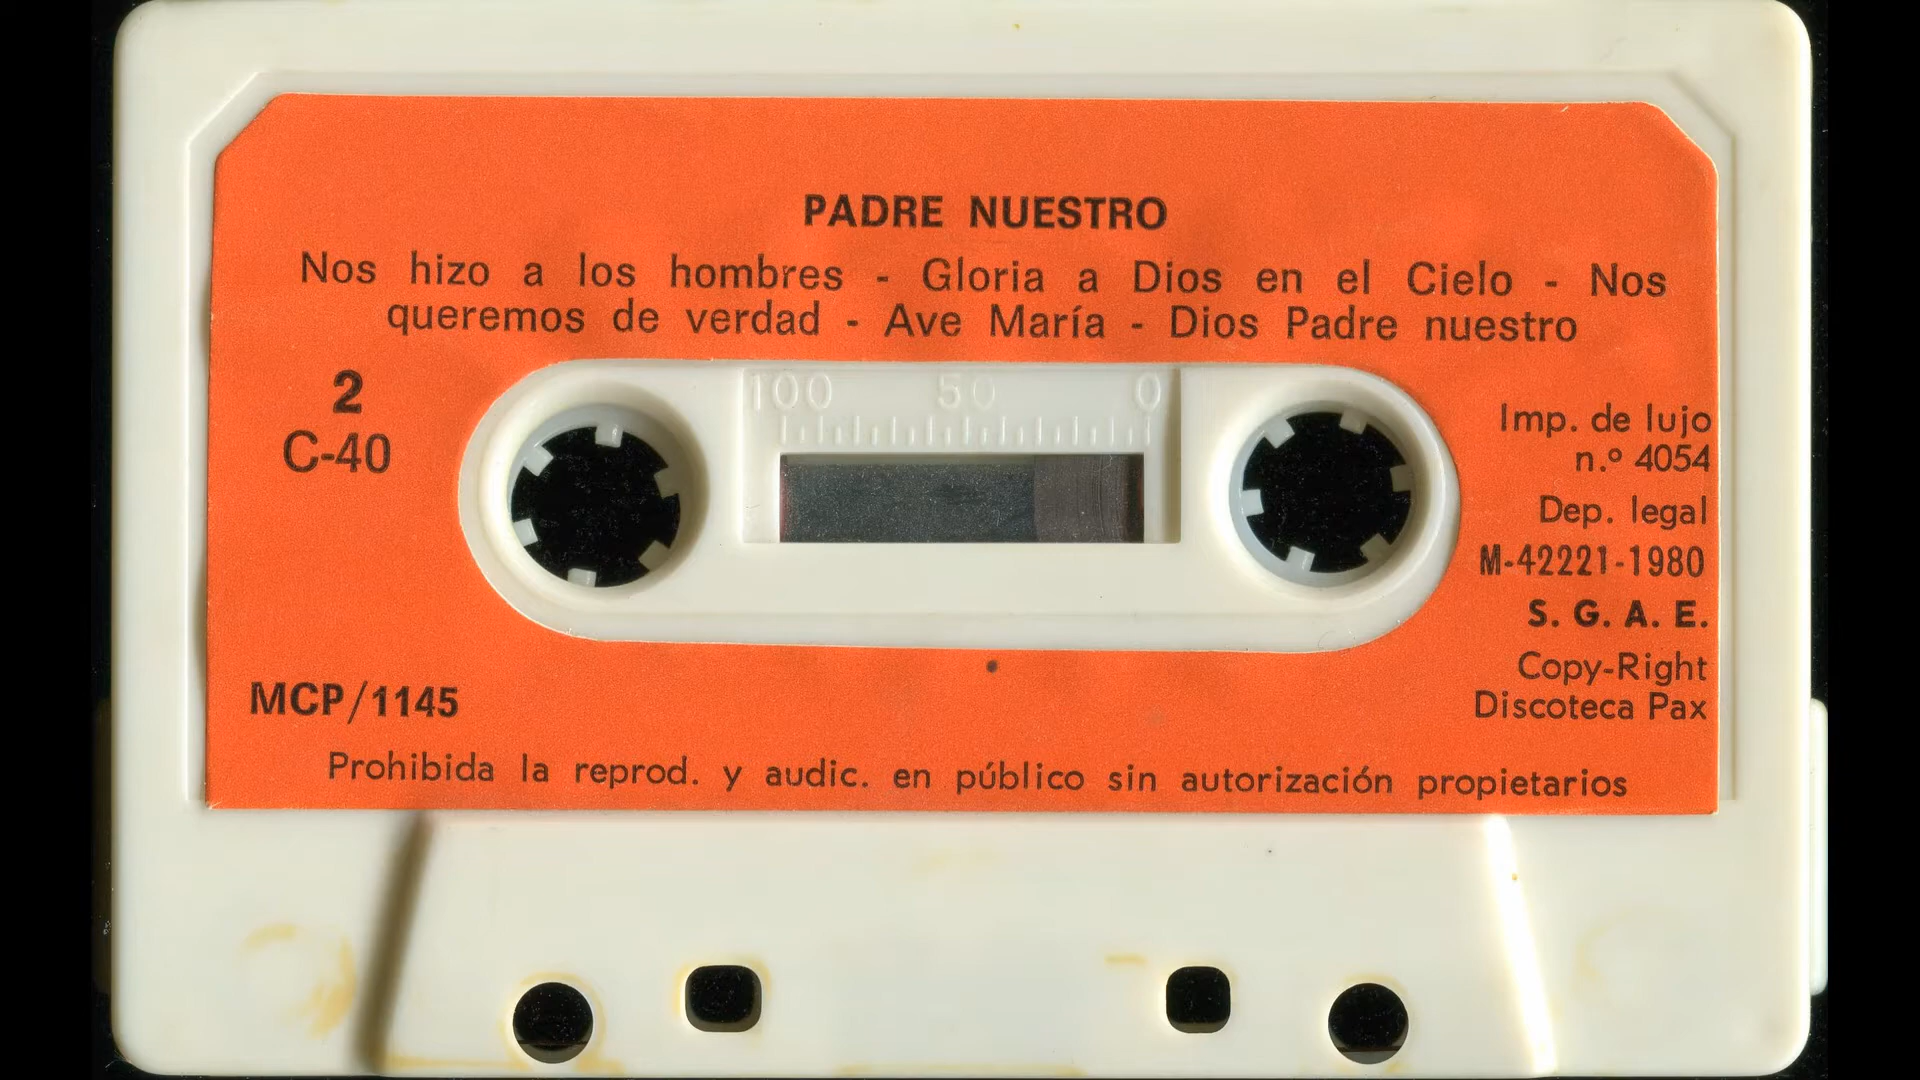 PADRE NUESTRO
Nos hizo a los hombres - Gloria a Dios en el Cielo - Nos
queremos de verdad - Ave María - Dios Padre nuestro
2
C-40
100 50 0
Imp. de lujo
n.º 4054
Dep. legal
M-42221-1980
S. G. A. E.
Copy-Right
Discoteca Pax
MCP/1145
Prohibida la reprod. y audic. en público sin autorización propietarios